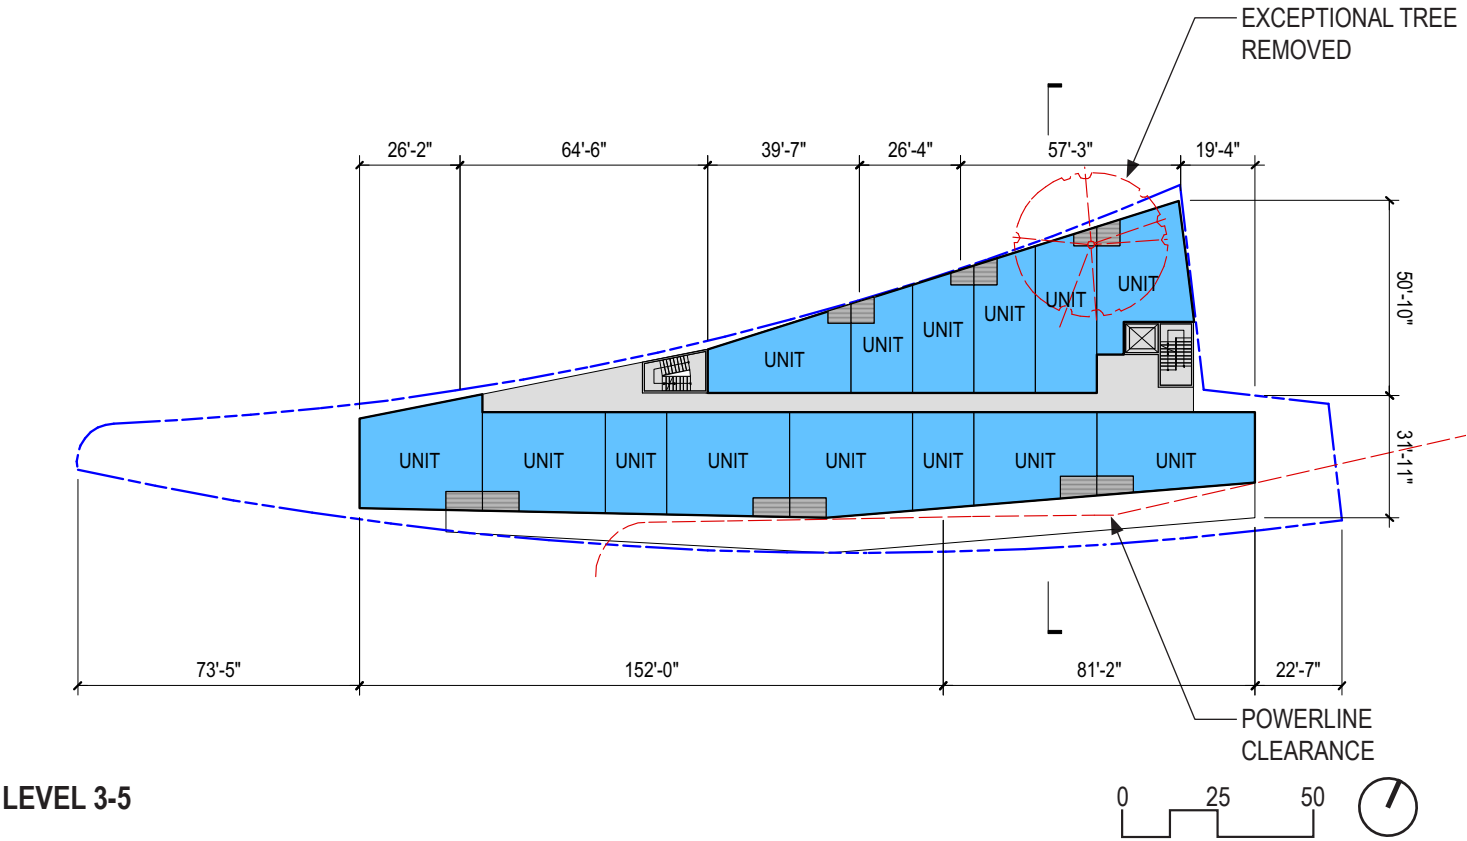 EXCEPTIONAL TREE
REMOVED
26'-2" 64'-6" 39'-7" 26'-4" 57'-3" 19'-4"
50'-10"
UNIT
UNIT
UNIT
UNIT
UNIT
UNIT
31'-11"
UNIT UNIT UNIT UNIT UNIT UNIT UNIT UNIT
73'-5" 152'-0" 81'-2" 22'-7"
POWERLINE
CLEARANCE
LEVEL 3-5
0 25 50